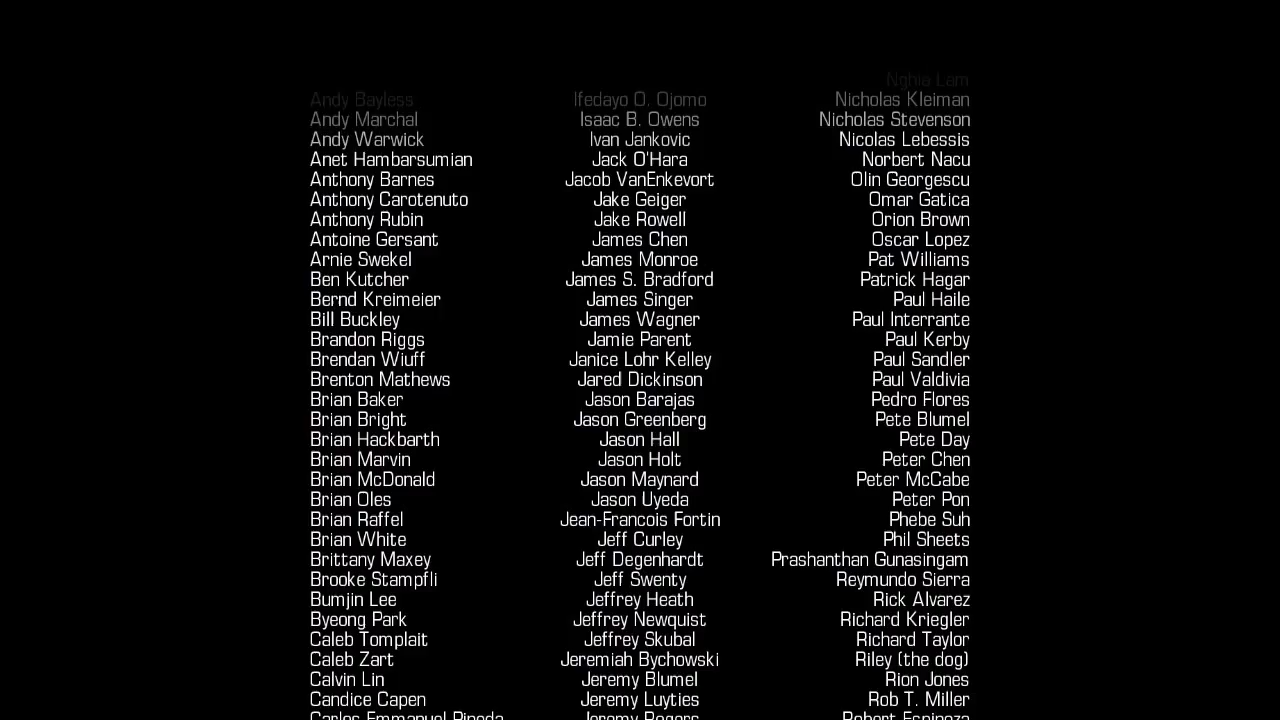 Nghia Lam
Andy Bayless Ifedayo O. Ojomo Nicholas Kleiman
Andy Marchal Isaac B. Owens Nicholas Stevenson
Andy Warwick Ivan Jankovic Nicolas Lebessis
Anet Hambarsumian Jack O'Hara Norbert Nacu
Anthony Barnes Jacob VanEnkevort Olin Georgescu
Anthony Carotenuto Jake Geiger Omar Gatica
Anthony Rubin Jake Rowell Orion Brown
Antoine Gersant James Chen Oscar Lopez
Arnie Swekel James Monroe Pat Williams
Ben Kutcher James S. Bradford Patrick Hagar
Bernd Kreimeier James Singer Paul Haile
Bill Buckley James Wagner Paul Interrante
Brandon Riggs Jamie Parent Paul Kerby
Brendan Wiuff Janice Lohr Kelley Paul Sandler
Brenton Mathews Jared Dickinson Paul Valdivia
Brian Baker Jason Barajas Pedro Flores
Brian Bright Jason Greenberg Pete Blumel
Brian Hackbarth Jason Hall Pete Day
Brian Marvin Jason Holt Peter Chen
Brian McDonald Jason Maynard Peter McCabe
Brian Oles Jason Uyeda Peter Pon
Brian Raffel Jean-Francois Fortin Phebe Suh
Brian White Jeff Curley Phil Sheets
Brittany Maxey Jeff Degenhardt Prashanthan Gunasingam
Brooke Stampfli Jeff Swenty Reymundo Sierra
Bumjin Lee Jeffrey Heath Rick Alvarez
Byeong Park Jeffrey Newquist Richard Kriegler
Caleb Tomplait Jeffrey Skubal Richard Taylor
Caleb Zart Jeremiah Bychowski Riley (the dog)
Calvin Lin Jeremy Blumel Rion Jones
Candice Capen Jeremy Luyties Rob T. Miller
Carlos Emmanuel Pineda Jeremy Rogers Robert Espinoza